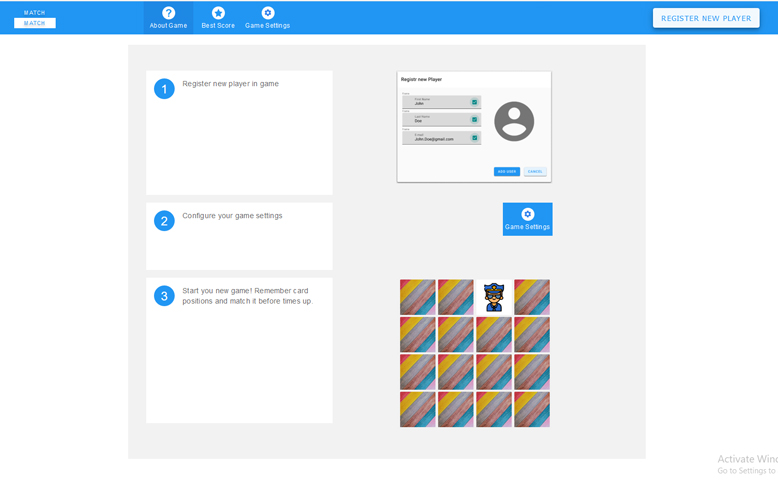 MATCH
MATCH
?
About Game
Best Score
Game Settings
REGISTER NEW PLAYER
1
Register new player in game
Registr new Player
First Name
John
Last Name
Doe
E-mail
John.Doe@gmail.com
ADD USER
CANCEL
2
Configure your game settings
Game Settings
3
Start you new game! Remember card
positions and match it before times up.
Activate Wind
Go to Settings to